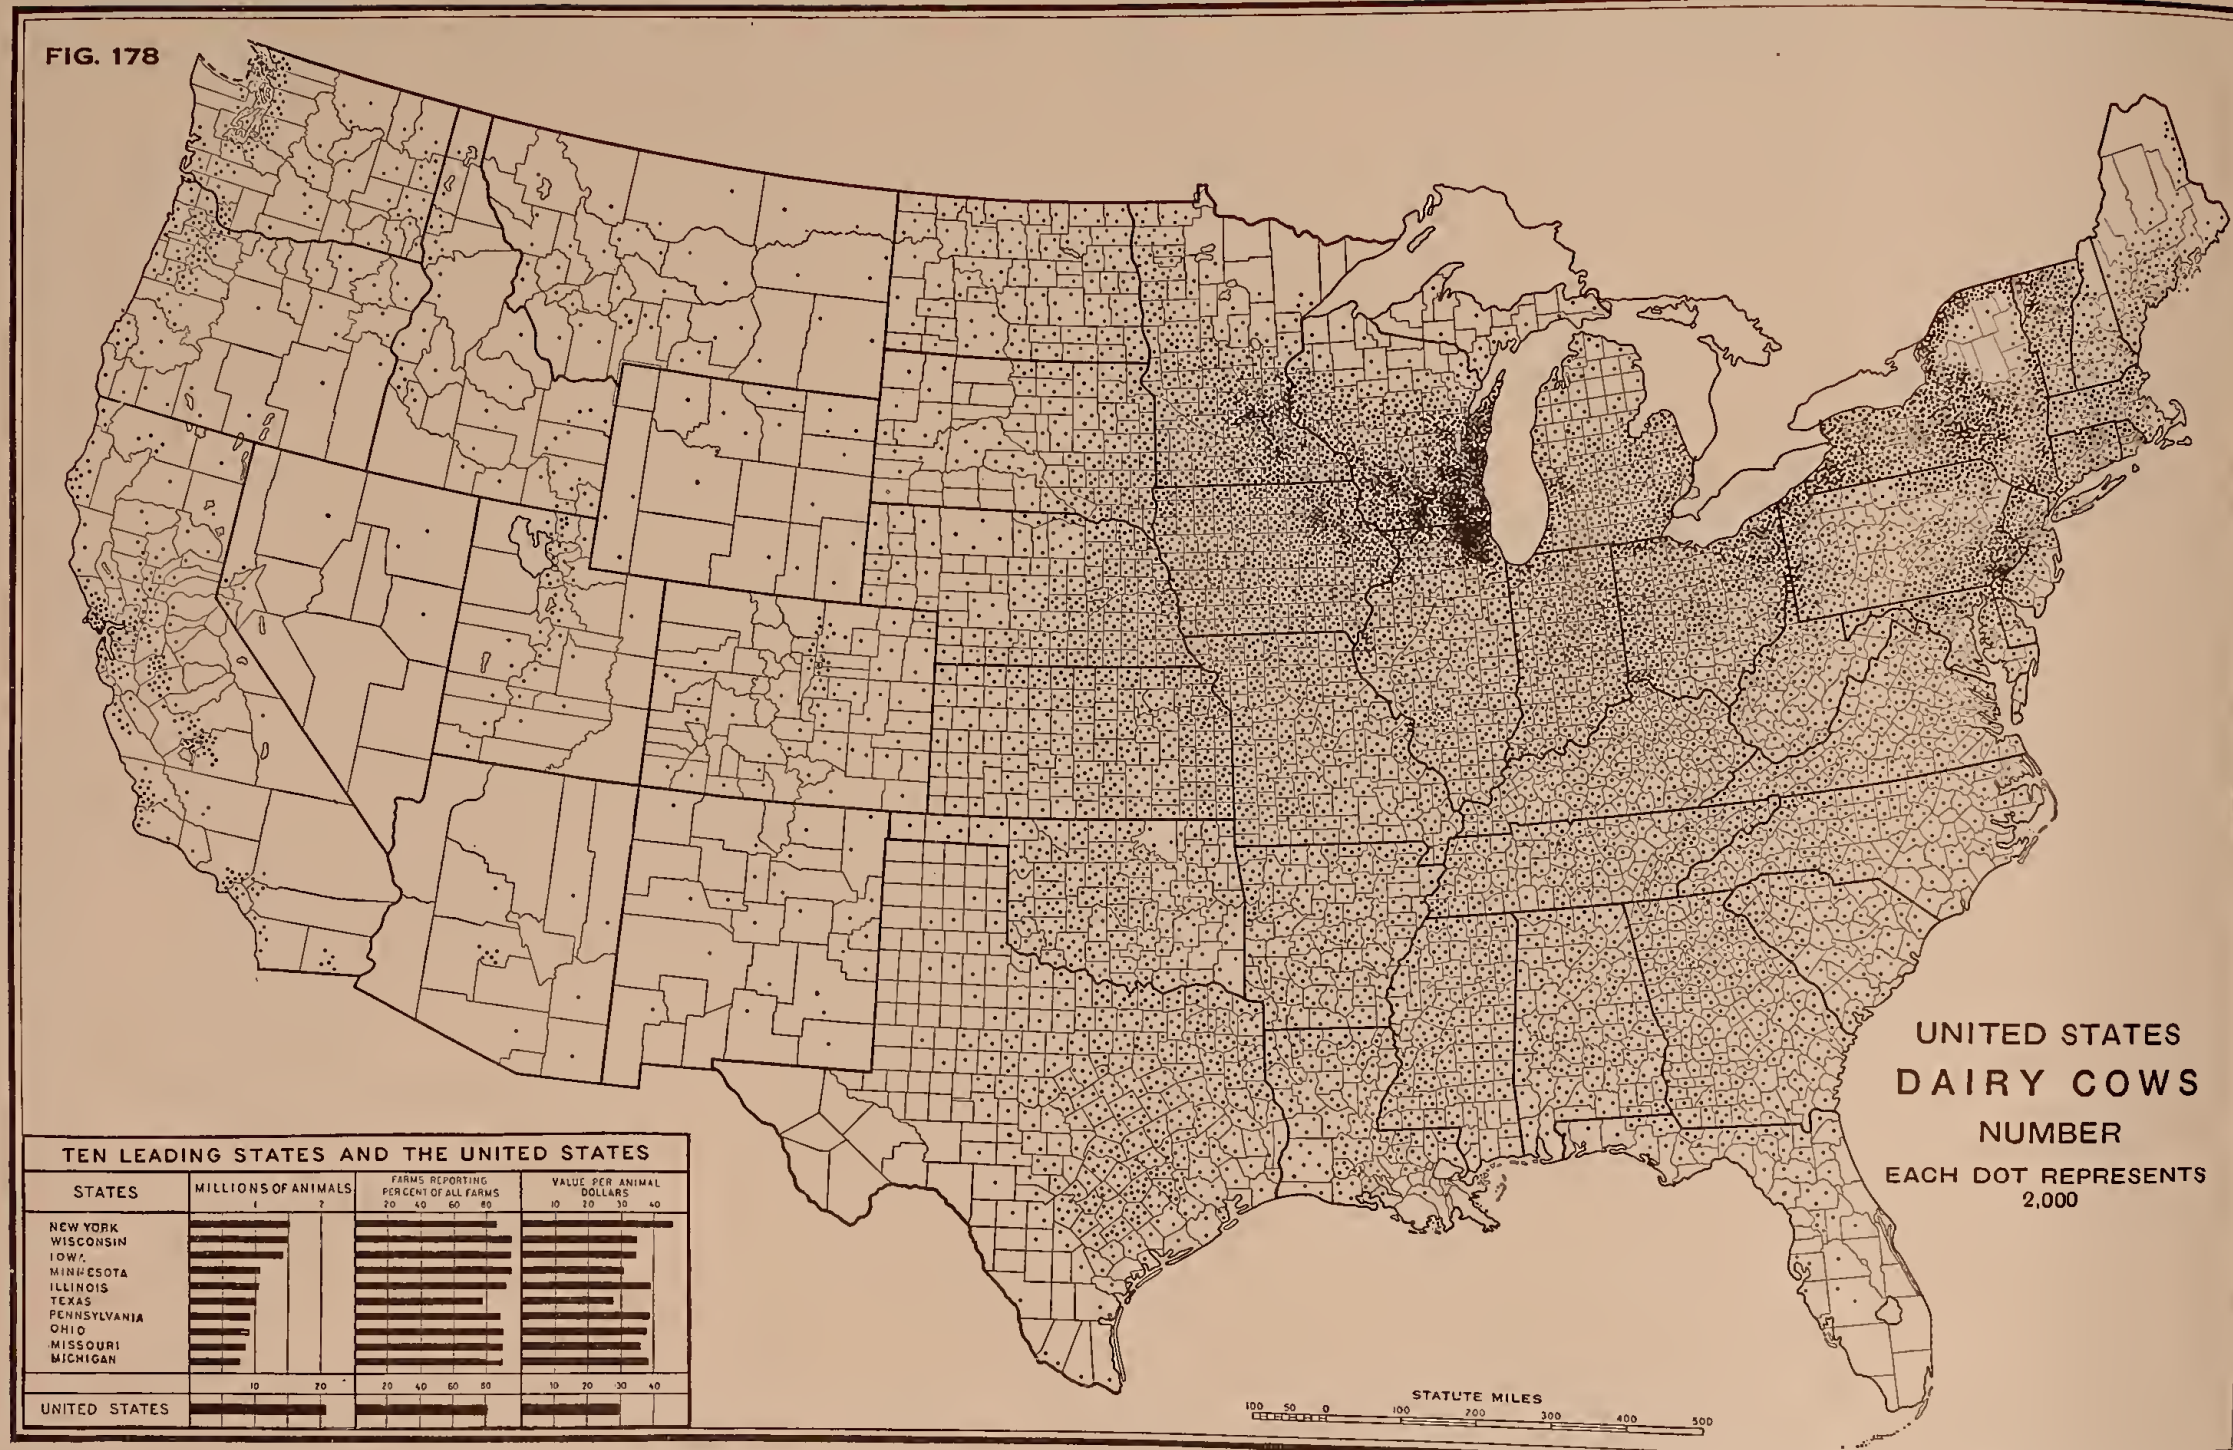 FIG. 178
UNITED STATES
DAIRY COWS
NUMBER
EACH DOT REPRESENTS
2,000
TEN LEADING STATES AND THE UNITED STATES
STATES
MILLIONS OF ANIMALS
1 2
FARMS REPORTING
PER CENT OF ALL FARMS
20 40 60 80
VALUE PER ANIMAL
DOLLARS
10 20 30 40
NEW YORK
WISCONSIN
IOWA
MINNESOTA
ILLINOIS
TEXAS
PENNSYLVANIA
OHIO
MISSOURI
MICHIGAN
10 20 20 40 60 80 10 20 30 40
UNITED STATES
STATUTE MILES
100 50 0 100 200 300 400 500